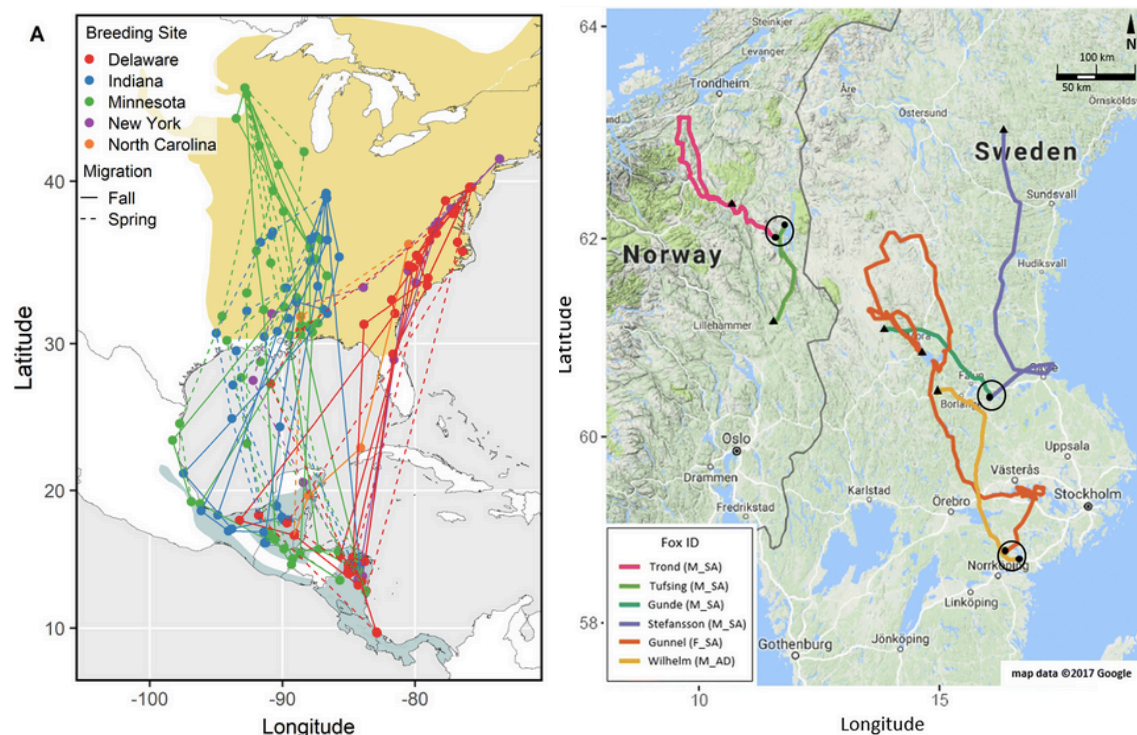 A
Breeding Site
Delaware
Indiana
Minnesota
New York
North Carolina
Migration
Fall
Spring
40
30
20
10
Latitude
-100
-90
-80
Longitude
64
62
60
58
Latitude
Steinkjer
Levanger
Trondheim
Åre
Östersund
N
100 km
50 km
Örnsköldsv
Sweden
Sundsvall
Norway
Hudiksvall
Lillehammer
Falun
Borlänge
Oslo
Uppsala
Drammen
Västerås
Karlstad
Örebro
Stockholm
Fredrikstad
Norrköping
Linköping
Jönköping
Gothenburg
Fox ID
Trond (M_SA)
Tufsing (M_SA)
Gunde (M_SA)
Stefansson (M_SA)
Gunnel (F_SA)
Wilhelm (M_AD)
map data ©2017 Google
10
15
Longitude